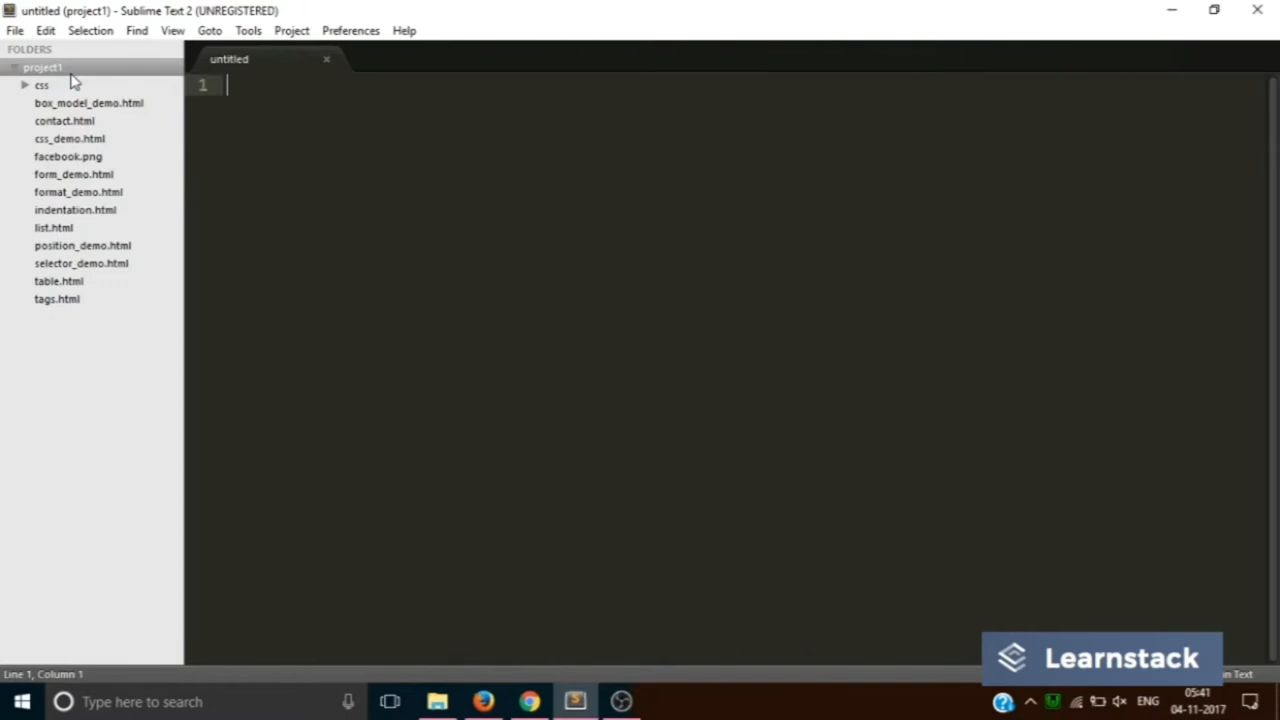 untitled (project1) - Sublime Text 2 (UNREGISTERED)
File Edit Selection Find View Goto Tools Project Preferences Help
FOLDERS
project1
css
box_model_demo.html
contact.html
css_demo.html
facebook.png
form_demo.html
format_demo.html
indentation.html
list.html
position_demo.html
selector_demo.html
table.html
tags.html
untitled
1
Learnstack
Line 1, Column 1
n Text
Type here to search
ENG
05:41
04-11-2017